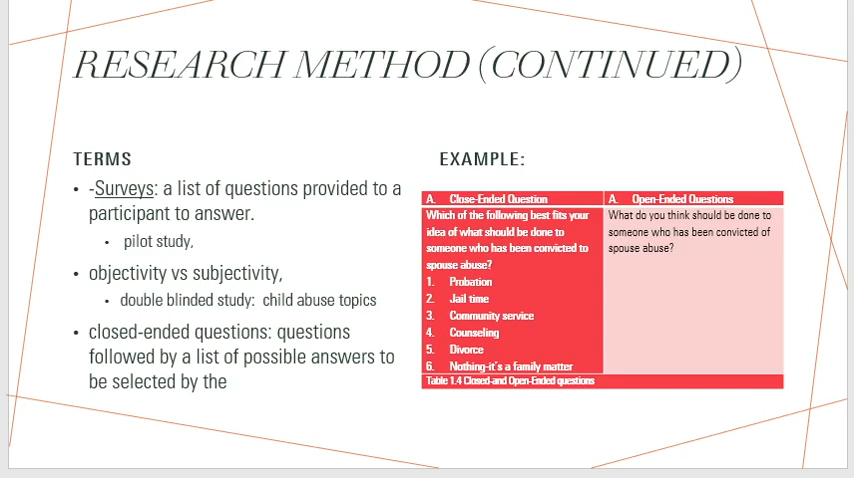 RESEARCH METHOD (CONTINUED)
TERMS
• -Surveys: a list of questions provided to a
participant to answer.
• pilot study,
• objectivity vs subjectivity,
• double blinded study: child abuse topics
• closed-ended questions: questions
followed by a list of possible answers to
be selected by the
EXAMPLE:
A. Close-Ended Question
Which of the following best fits your
idea of what should be done to
someone who has been convicted to
spouse abuse?
1. Probation
2. Jail time
3. Community service
4. Counseling
5. Divorce
6. Nothing-it's a family matter
A. Open-Ended Questions
What do you think should be done to
someone who has been convicted of
spouse abuse?
Table 1.4 Closed-and Open-Ended questions